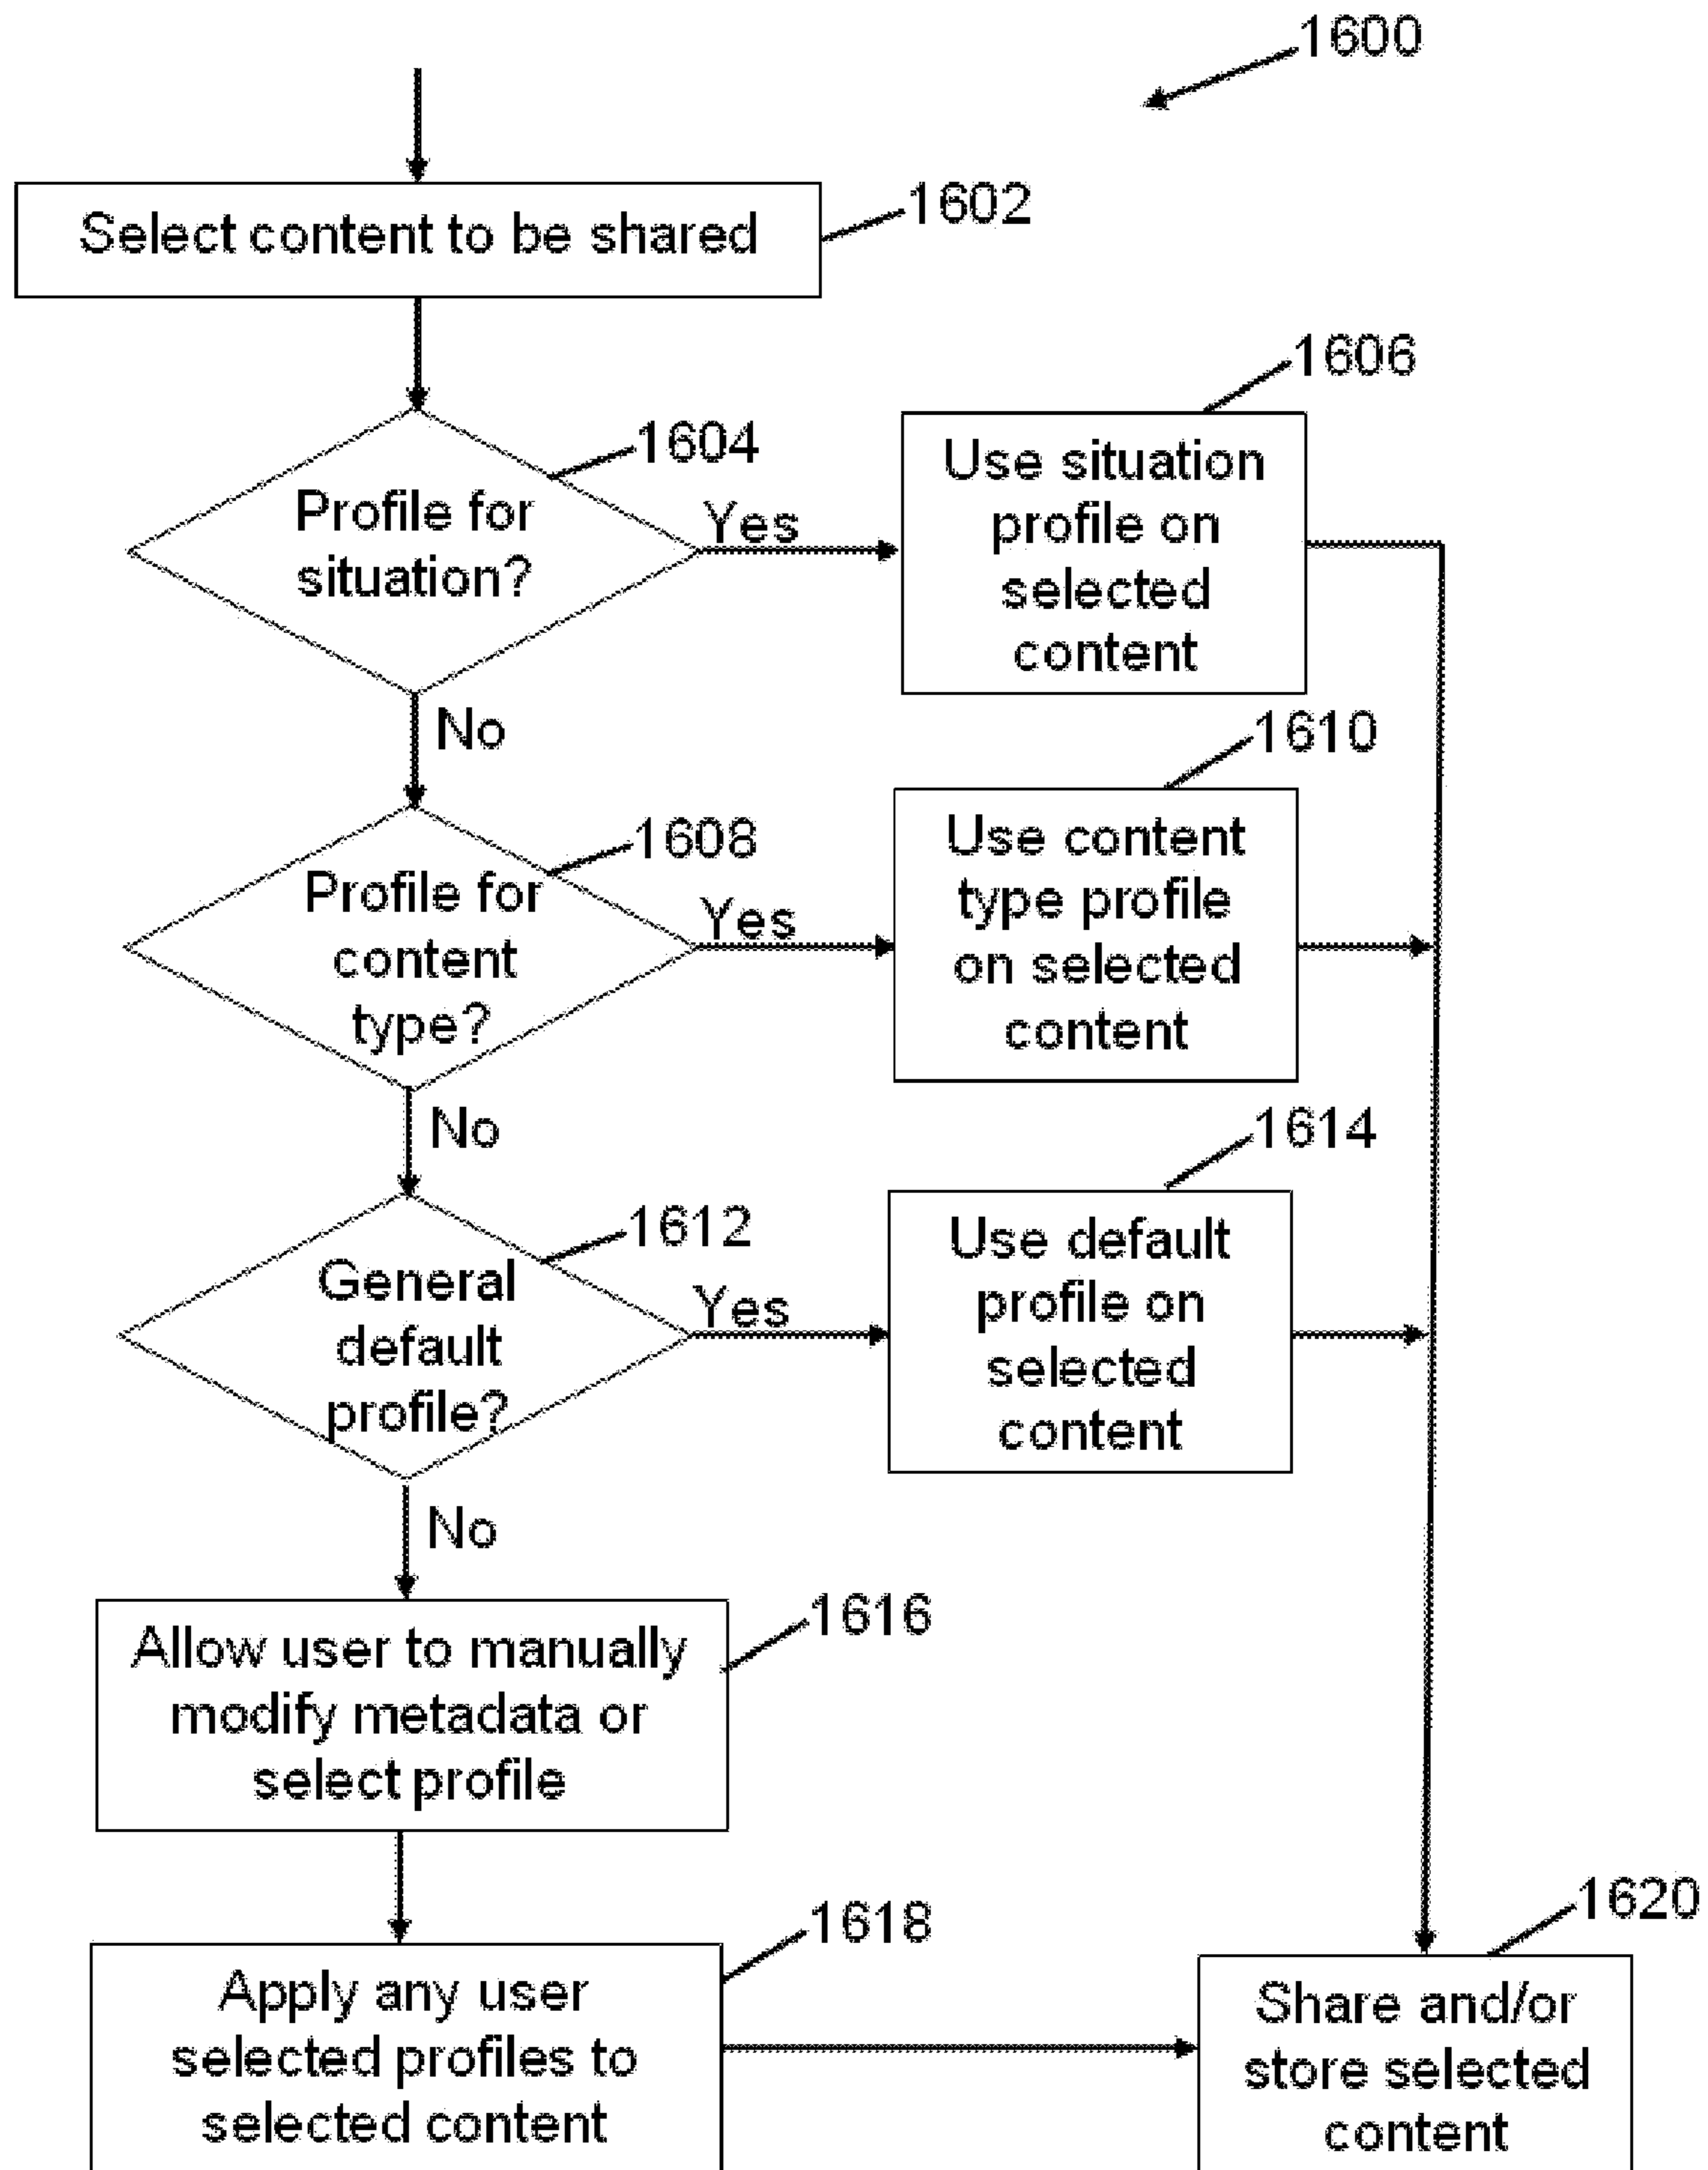 1600
Select content to be shared
1602
1604
Profile for
situation?
Yes
1606
Use situation
profile on
selected
content
No
1608
Profile for
content
type?
Yes
1610
Use content
type profile
on selected
content
No
1612
General
default
profile?
Yes
1614
Use default
profile on
selected
content
No
1616
Allow user to manually
modify metadata or
select profile
1618
Apply any user
selected profiles to
selected content
1620
Share and/or
store selected
content